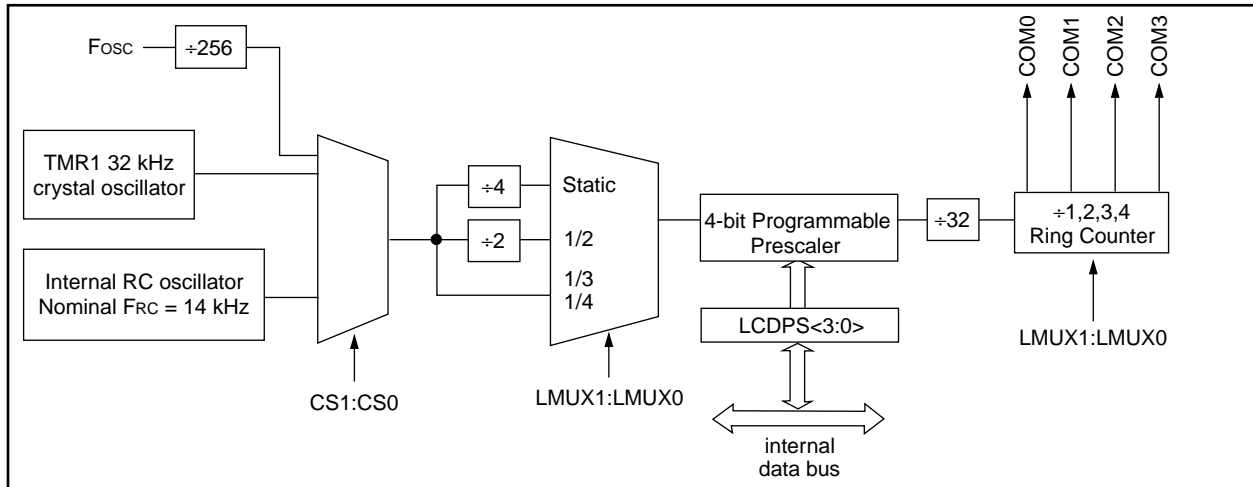 FOSC
÷256
TMR1 32 kHz
crystal oscillator
Internal RC oscillator
Nominal FRC = 14 kHz
CS1:CS0
÷4
÷2
Static
1/2
1/3
1/4
LMUX1:LMUX0
4-bit Programmable
Prescaler
LCDPS<3:0>
internal
data bus
÷32
COM0
COM1
COM2
COM3
÷1,2,3,4
Ring Counter
LMUX1:LMUX0